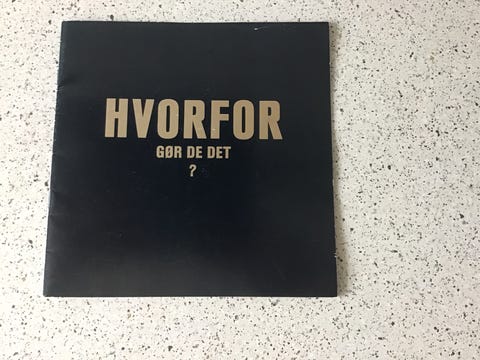 HVORFOR
GØR DE DET
?